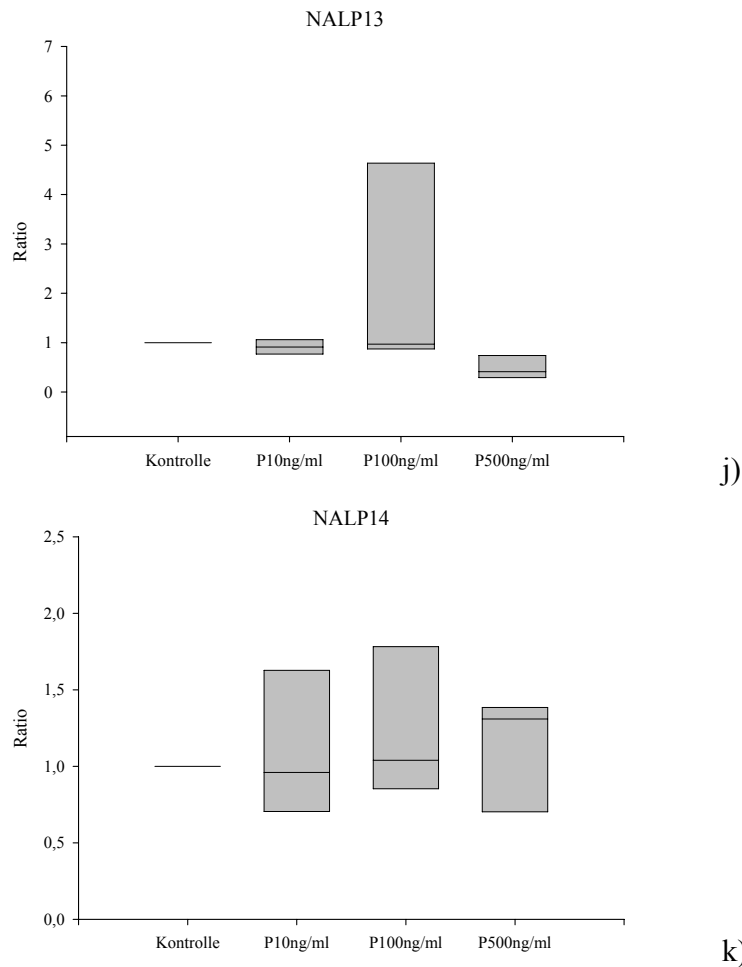 NALP13
7
6
5
4
3
2
1
0
Ratio
Kontrolle P10ng/ml P100ng/ml P500ng/ml
j)
NALP14
2,5
2,0
1,5
1,0
0,5
0,0
Ratio
Kontrolle P10ng/ml P100ng/ml P500ng/ml
k)